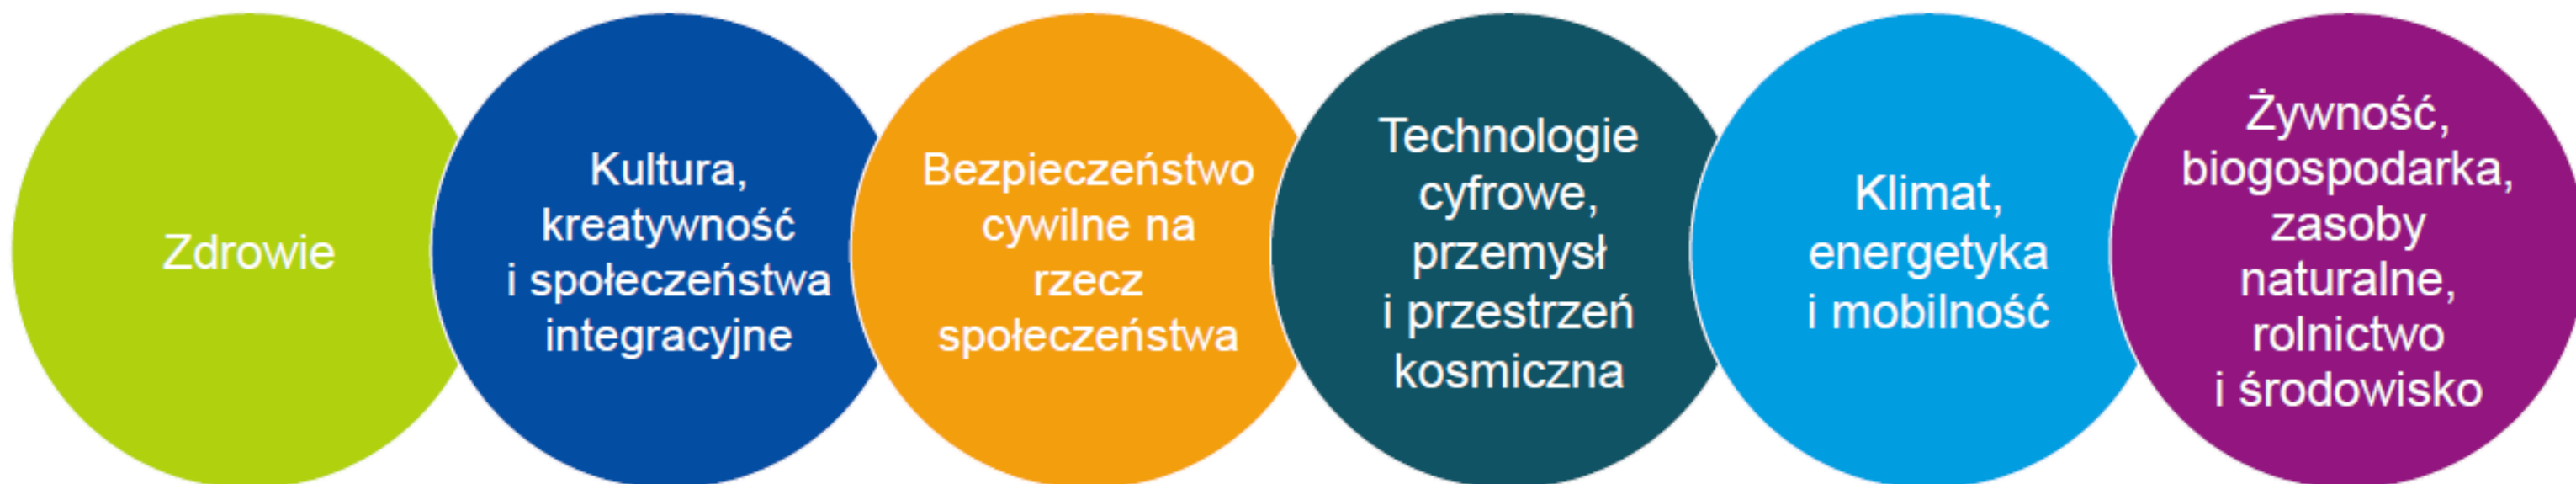 Zdrowie
Kultura,
kreatywność
i społeczeństwa
integracyjne
Bezpieczeństwo
cywilne na
rzecz
społeczeństwa
Technologie
cyfrowe,
przemysł
i przestrzeń
kosmiczna
Klimat,
energetyka
i mobilność
Żywność,
biogospodarka,
zasoby
naturalne,
rolnictwo
i środowisko